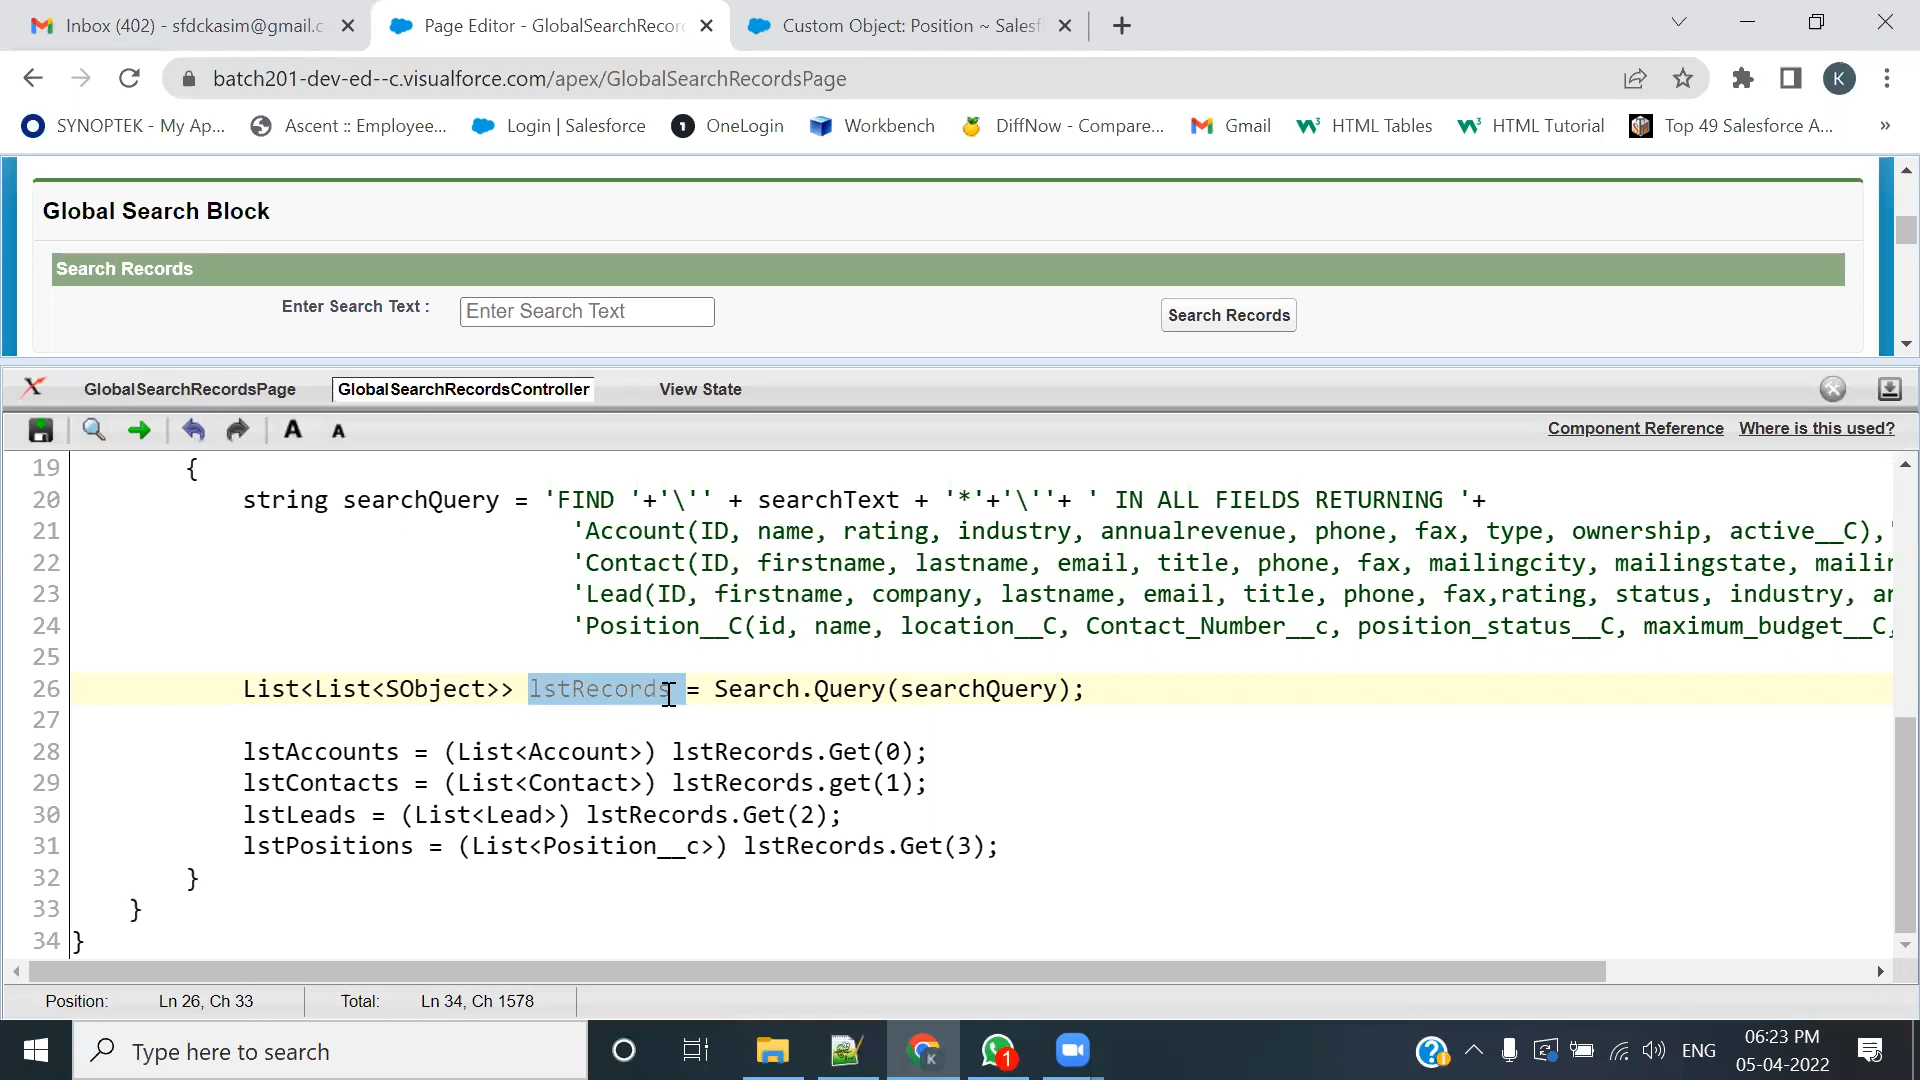 Inbox (402) - sfdckasim@gmail.c
Page Editor - GlobalSearchRecor
Custom Object: Position ~ Salesf
batch201-dev-ed--c.visualforce.com/apex/GlobalSearchRecordsPage
K
SYNOPTEK - My Ap...
Ascent :: Employee...
Login | Salesforce
OneLogin
Workbench
DiffNow - Compare...
Gmail
HTML Tables
HTML Tutorial
Top 49 Salesforce A...
»
Global Search Block
Search Records
Enter Search Text :
Enter Search Text
Search Records
GlobalSearchRecordsPage
GlobalSearchRecordsController
View State
A
A
Component Reference
Where is this used?
19 {
20 string searchQuery = 'FIND '+'\'' + searchText + '*'+'\''+ ' IN ALL FIELDS RETURNING '+
21 'Account(ID, name, rating, industry, annualrevenue, phone, fax, type, ownership, active__C),'
22 'Contact(ID, firstname, lastname, email, title, phone, fax, mailingcity, mailingstate, mailin
23 'Lead(ID, firstname, company, lastname, email, title, phone, fax,rating, status, industry, an
24 'Position__C(id, name, location__C, Contact_Number__c, position_status__C, maximum_budget__C,
25
26 List<List<SObject>> lstRecords = Search.Query(searchQuery);
27
28 lstAccounts = (List<Account>) lstRecords.Get(0);
29 lstContacts = (List<Contact>) lstRecords.get(1);
30 lstLeads = (List<Lead>) lstRecords.Get(2);
31 lstPositions = (List<Position__c>) lstRecords.Get(3);
32 }
33 }
34 }
Position: Ln 26, Ch 33 Total: Ln 34, Ch 1578
Type here to search
K
1
ENG
06:23 PM
05-04-2022